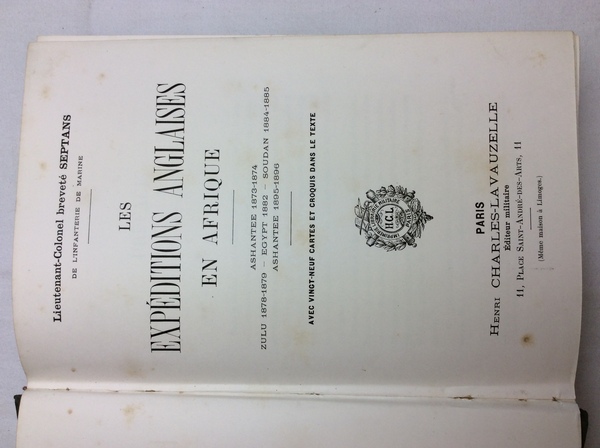 Lieutenant-Colonel breveté SEPTANS
DE L'INFANTERIE DE MARINE
LES
EXPÉDITIONS ANGLAISES
EN AFRIQUE
ASHANTEE 1873-1874
ZULU 1878-1879 — EGYPT 1882 — SOUDAN 1884-1885
ASHANTEE 1895-1896
AVEC VINGT-NEUF CARTES ET CROQUIS DANS LE TEXTE
HCL
PARIS
HENRI CHARLES-LAVAUZELLE
Éditeur militaire
11, PLACE SAINT-ANDRÉ-DES-ARTS, 11
(Même maison à Limoges.)